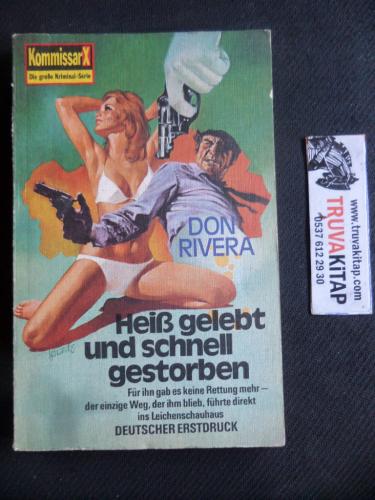 Kommissar X
Die große Kriminal-Serie
DON
RIVERA
Heiß gelebt
und schnell
gestorben
Für ihn gab es keine Rettung mehr –
der einzige Weg, der ihm blieb, führte direkt
ins Leichenschauhaus
DEUTSCHER ERSTDRUCK
TRUVAKiTAP
www.truvakitap.com
0537 612 29 30